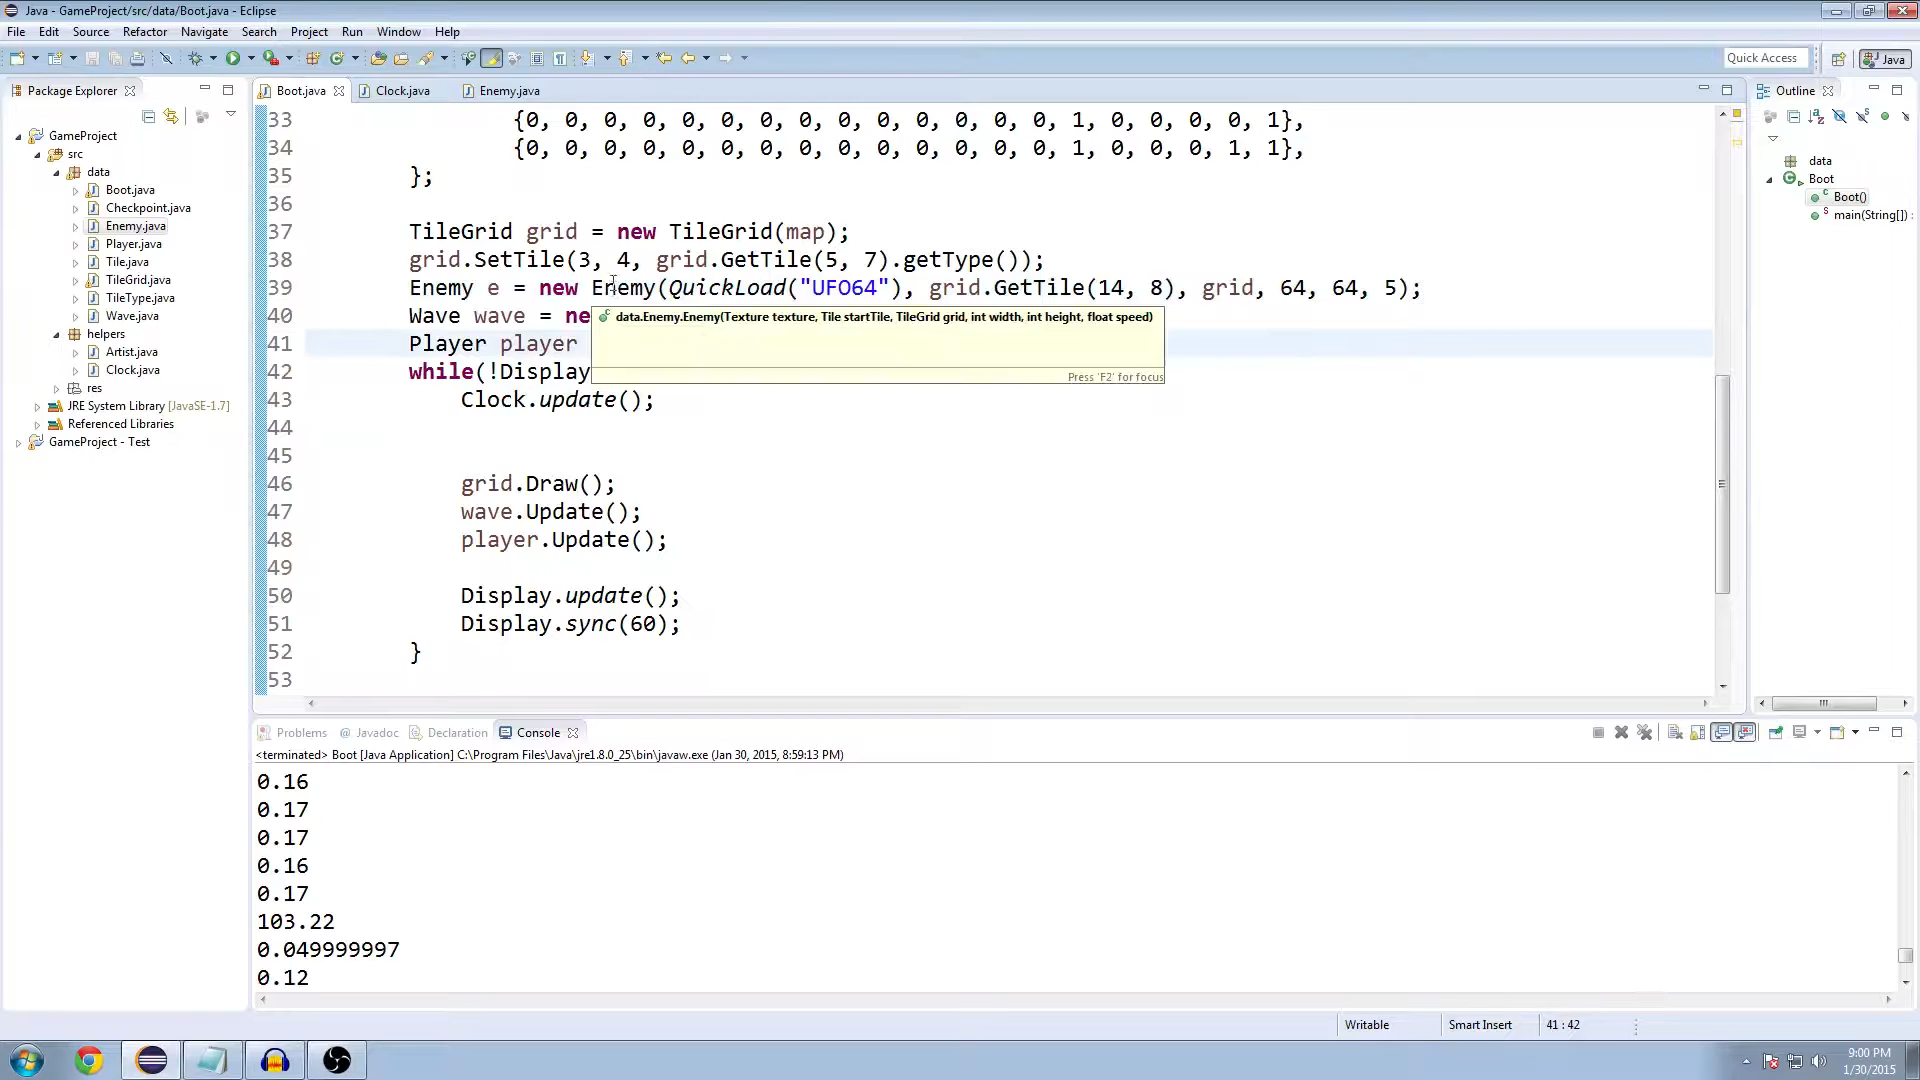 Java - GameProject/src/data/Boot.java - Eclipse
File Edit Source Refactor Navigate Search Project Run Window Help
Quick Access
Java
Package Explorer
GameProject
src
data
Boot.java
Checkpoint.java
Enemy.java
Player.java
Tile.java
TileGrid.java
TileType.java
Wave.java
helpers
Artist.java
Clock.java
res
JRE System Library [JavaSE-1.7]
Referenced Libraries
GameProject - Test
Boot.java Clock.java Enemy.java
33 {0, 0, 0, 0, 0, 0, 0, 0, 0, 0, 0, 0, 0, 0, 1, 0, 0, 0, 0, 1},
34 {0, 0, 0, 0, 0, 0, 0, 0, 0, 0, 0, 0, 0, 0, 1, 0, 0, 0, 1, 1},
35 };
36
37 TileGrid grid = new TileGrid(map);
38 grid.SetTile(3, 4, grid.GetTile(5, 7).getType());
39 Enemy e = new Enemy(QuickLoad("UFO64"), grid.GetTile(14, 8), grid, 64, 64, 5);
40 Wave wave = ne
41 Player player
42 while(!Display
43 Clock.update();
44
45
46 grid.Draw();
47 wave.Update();
48 player.Update();
49
50 Display.update();
51 Display.sync(60);
52 }
53
data.Enemy.Enemy(Texture texture, Tile startTile, TileGrid grid, int width, int height, float speed)
Press 'F2' for focus
Outline
data
Boot
Boot()
main(String[]) :
Problems @ Javadoc Declaration Console
<terminated> Boot [Java Application] C:\Program Files\Java\jre1.8.0_25\bin\javaw.exe (Jan 30, 2015, 8:59:13 PM)
0.16
0.17
0.17
0.16
0.17
103.22
0.049999997
0.12
Writable Smart Insert 41 : 42
9:00 PM
1/30/2015